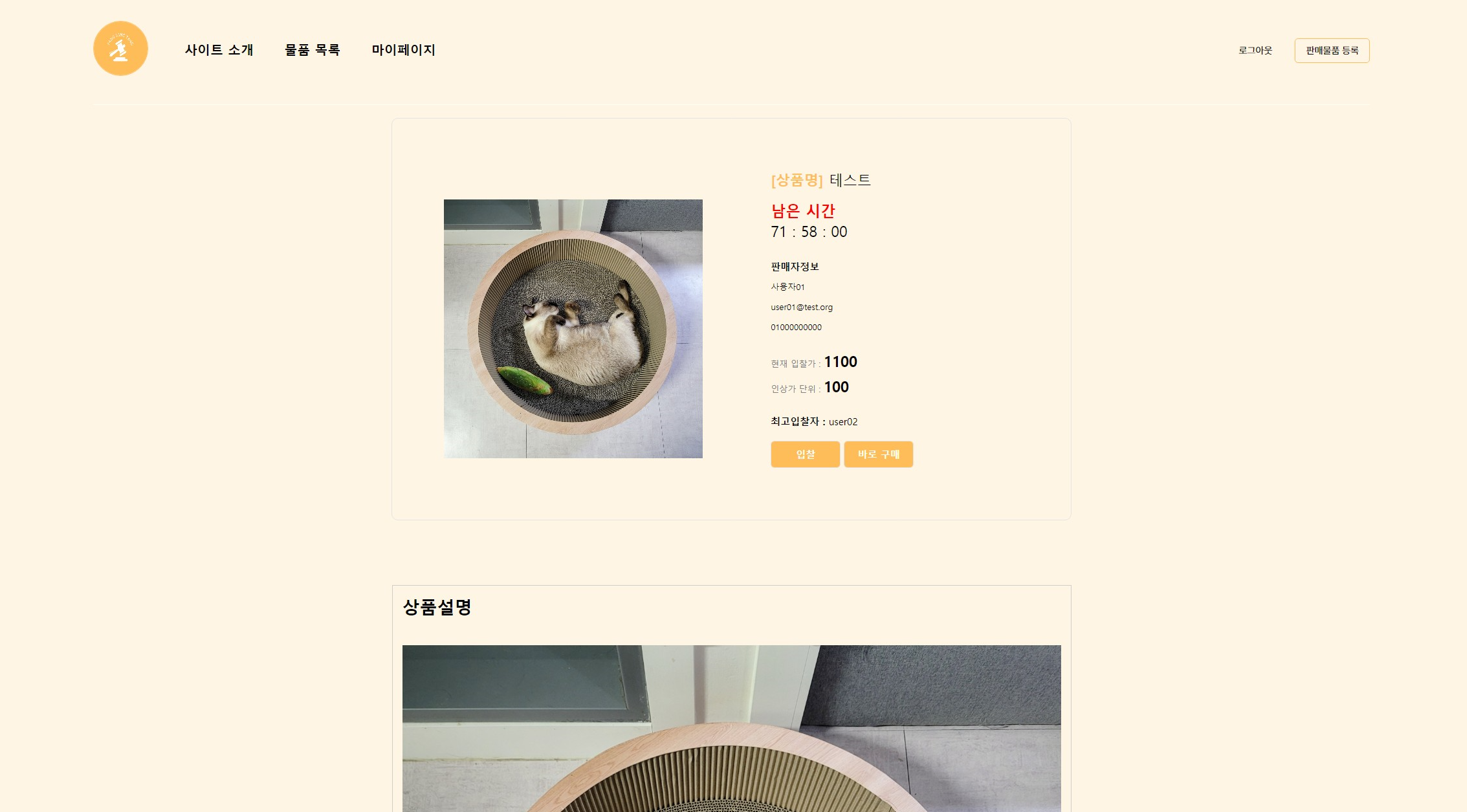 사이트 소개
물품 목록
마이페이지
로그아웃
판매물품 등록
[상품명] 테스트
남은 시간
71 : 58 : 00
판매자정보
사용자01
user01@test.org
01000000000
현재 입찰가 : 1100
인상가 단위 : 100
최고입찰자 : user02
입찰
바로 구매
상품설명